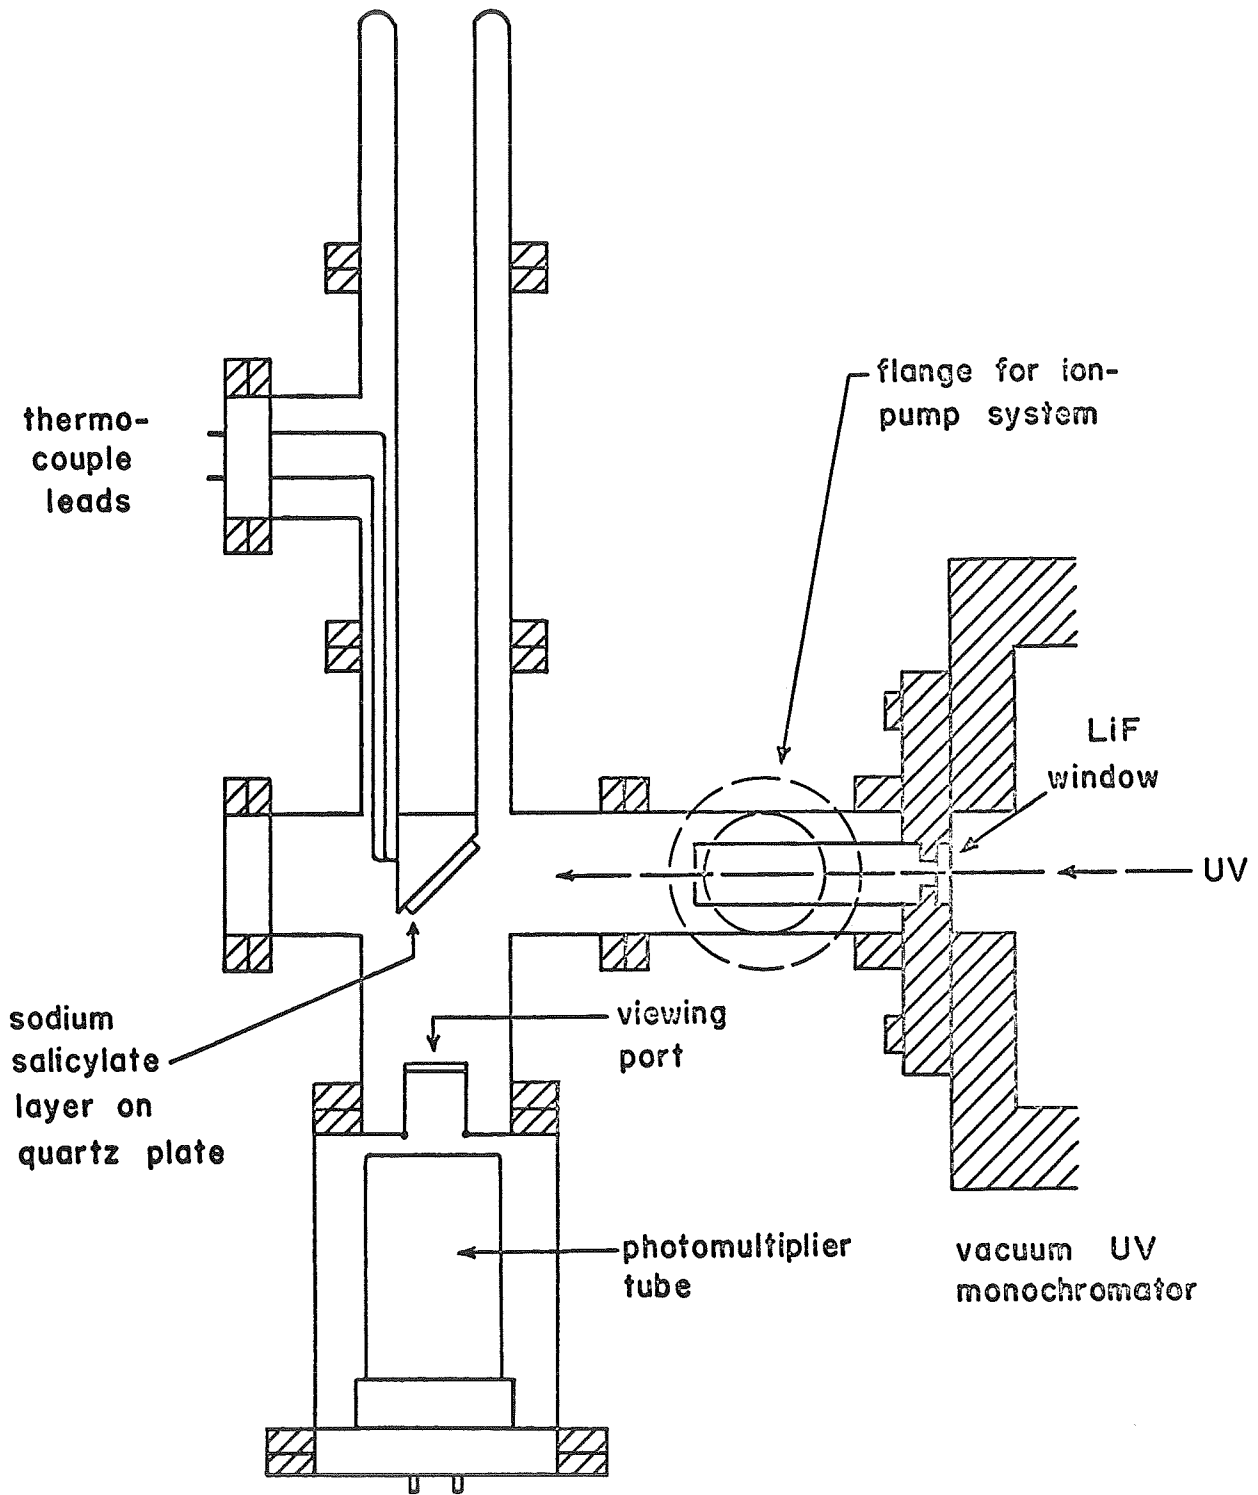 flange for ion-
pump system
thermo-
couple
leads
LiF
window
UV
sodium
salicylate
layer on
quartz plate
viewing
port
photomultiplier
tube
vacuum UV
monochromator